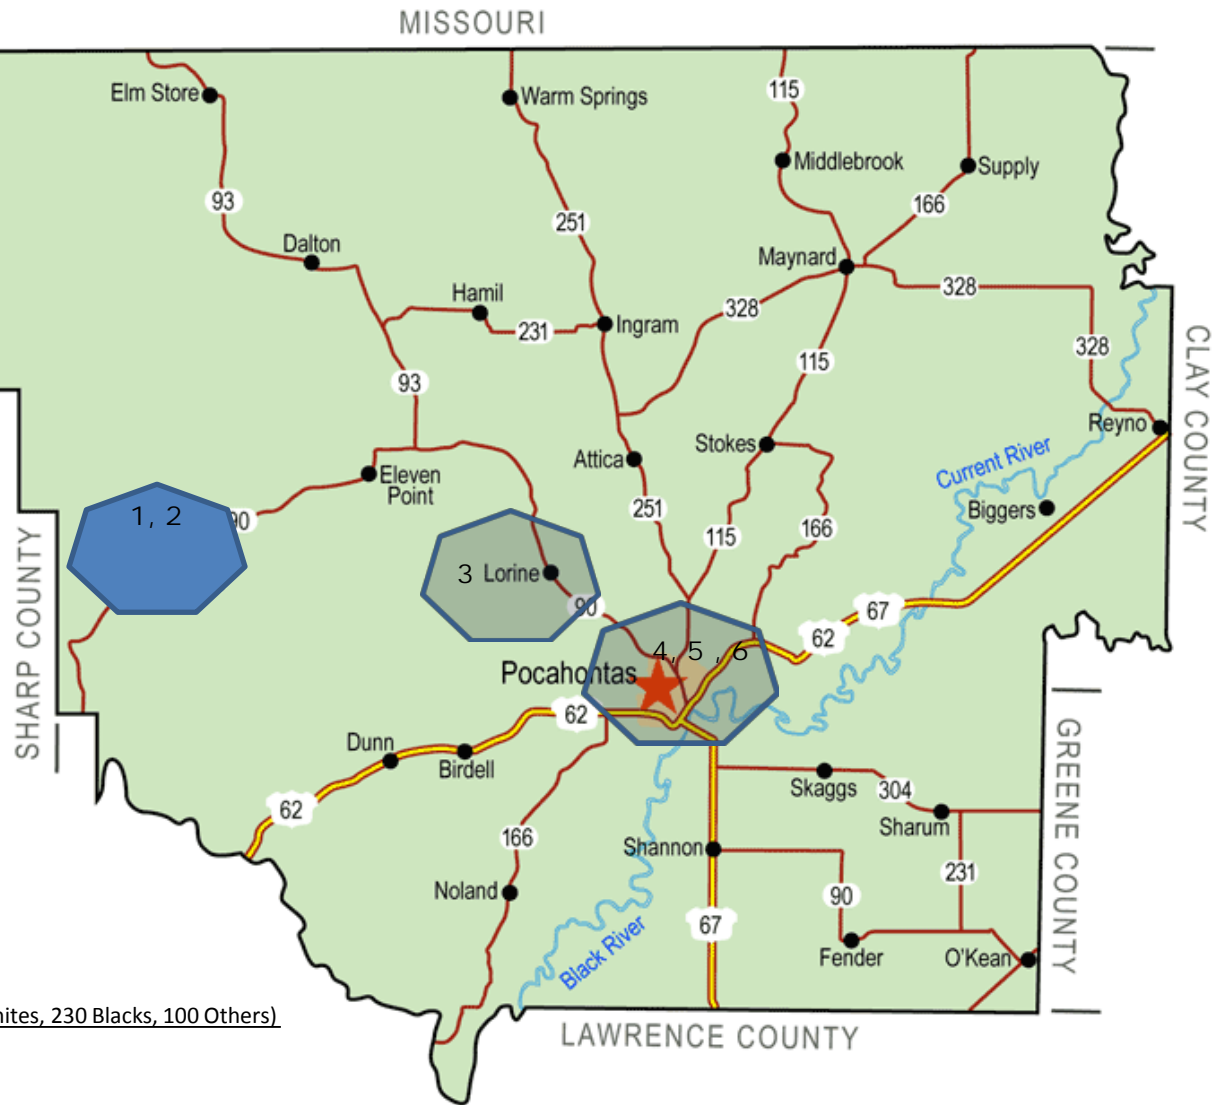 MISSOURI
Elm Store
Warm Springs
115
Middlebrook
Supply
93
166
251
Dalton
Maynard
328
Hamil
328
231
Ingram
115
328
93
CLAY COUNTY
Reyno
Attica
Stokes
Eleven
Point
Current River
251
Biggers
1, 2
90
115
166
SHARP COUNTY
3
Lorine
90
67
62
4, 5, 6
Pocahontas
62
GREENE COUNTY
Dunn
Birdell
Skaggs
304
62
Sharum
166
Shannon
231
Noland
90
67
Black River
Fender
O'Kean
230 Blacks, 100 Others)
LAWRENCE COUNTY